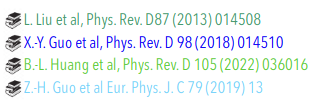 L. Liu et al, Phys. Rev. D87 (2013) 014508
X.-Y. Guo et al, Phys. Rev. D 98 (2018) 014510
B.-L. Huang et al, Phys. Rev. D 105 (2022) 036016
Z.-H. Guo et al Eur. Phys. J. C 79 (2019) 13